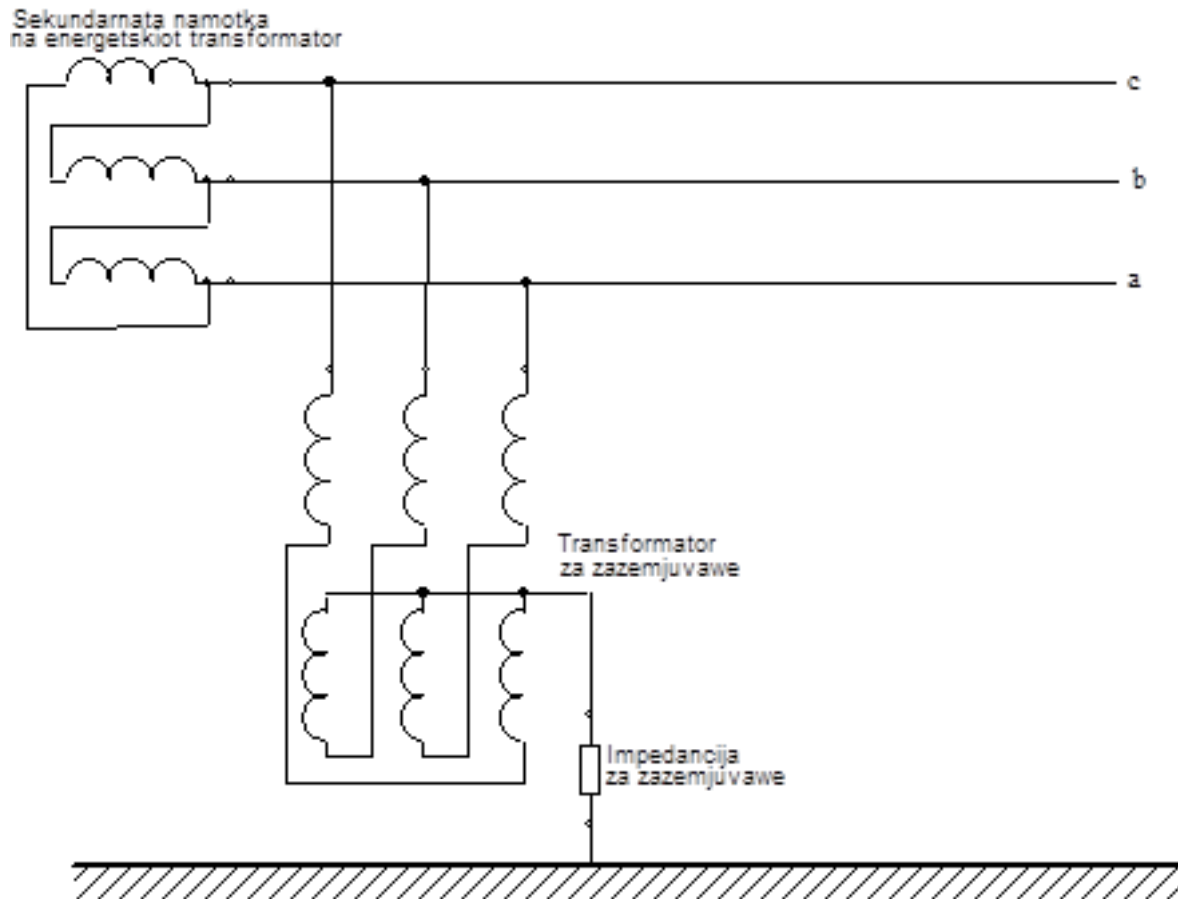 Sekundarnata namotka
na energetskiot transformator
c
b
a
Transformator
za zazemjuvawe
Impedancija
za zazemjuvawe